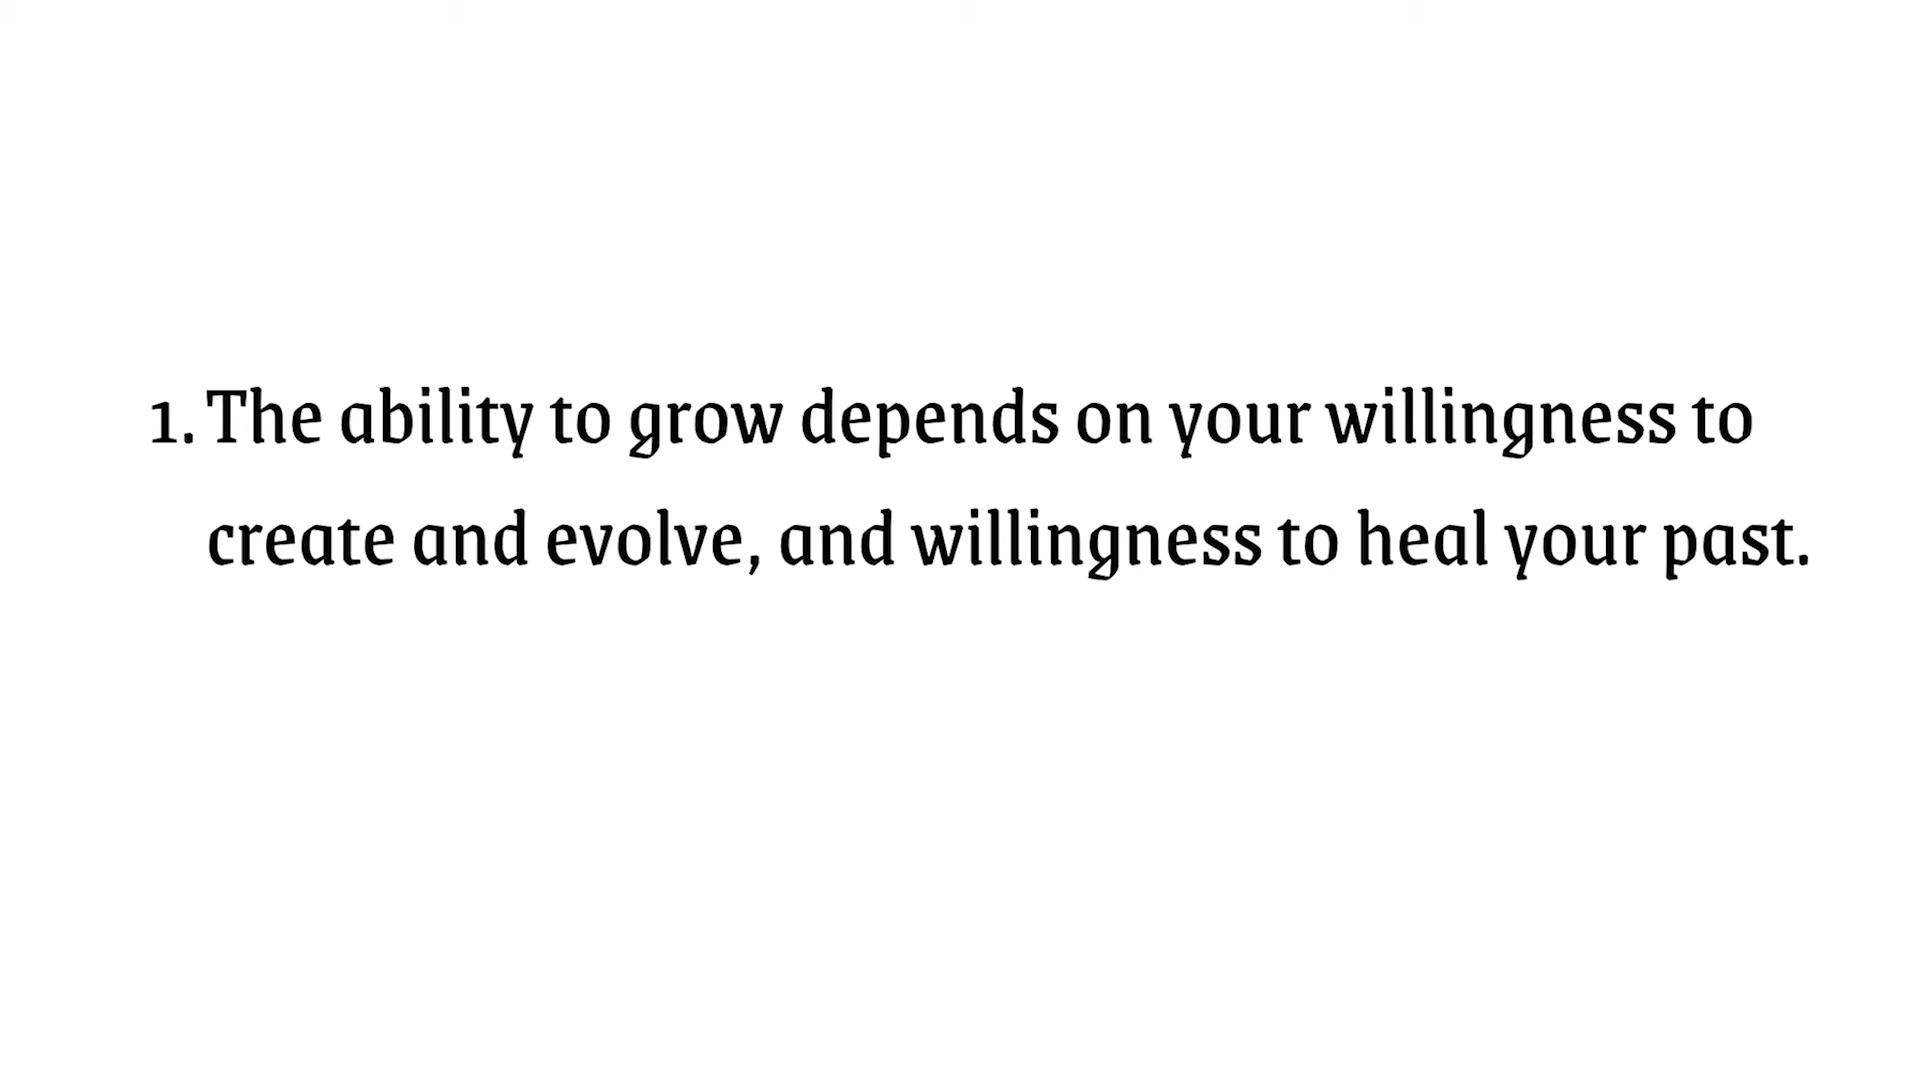 1. The ability to grow depends on your willingness to
create and evolve, and willingness to heal your past.